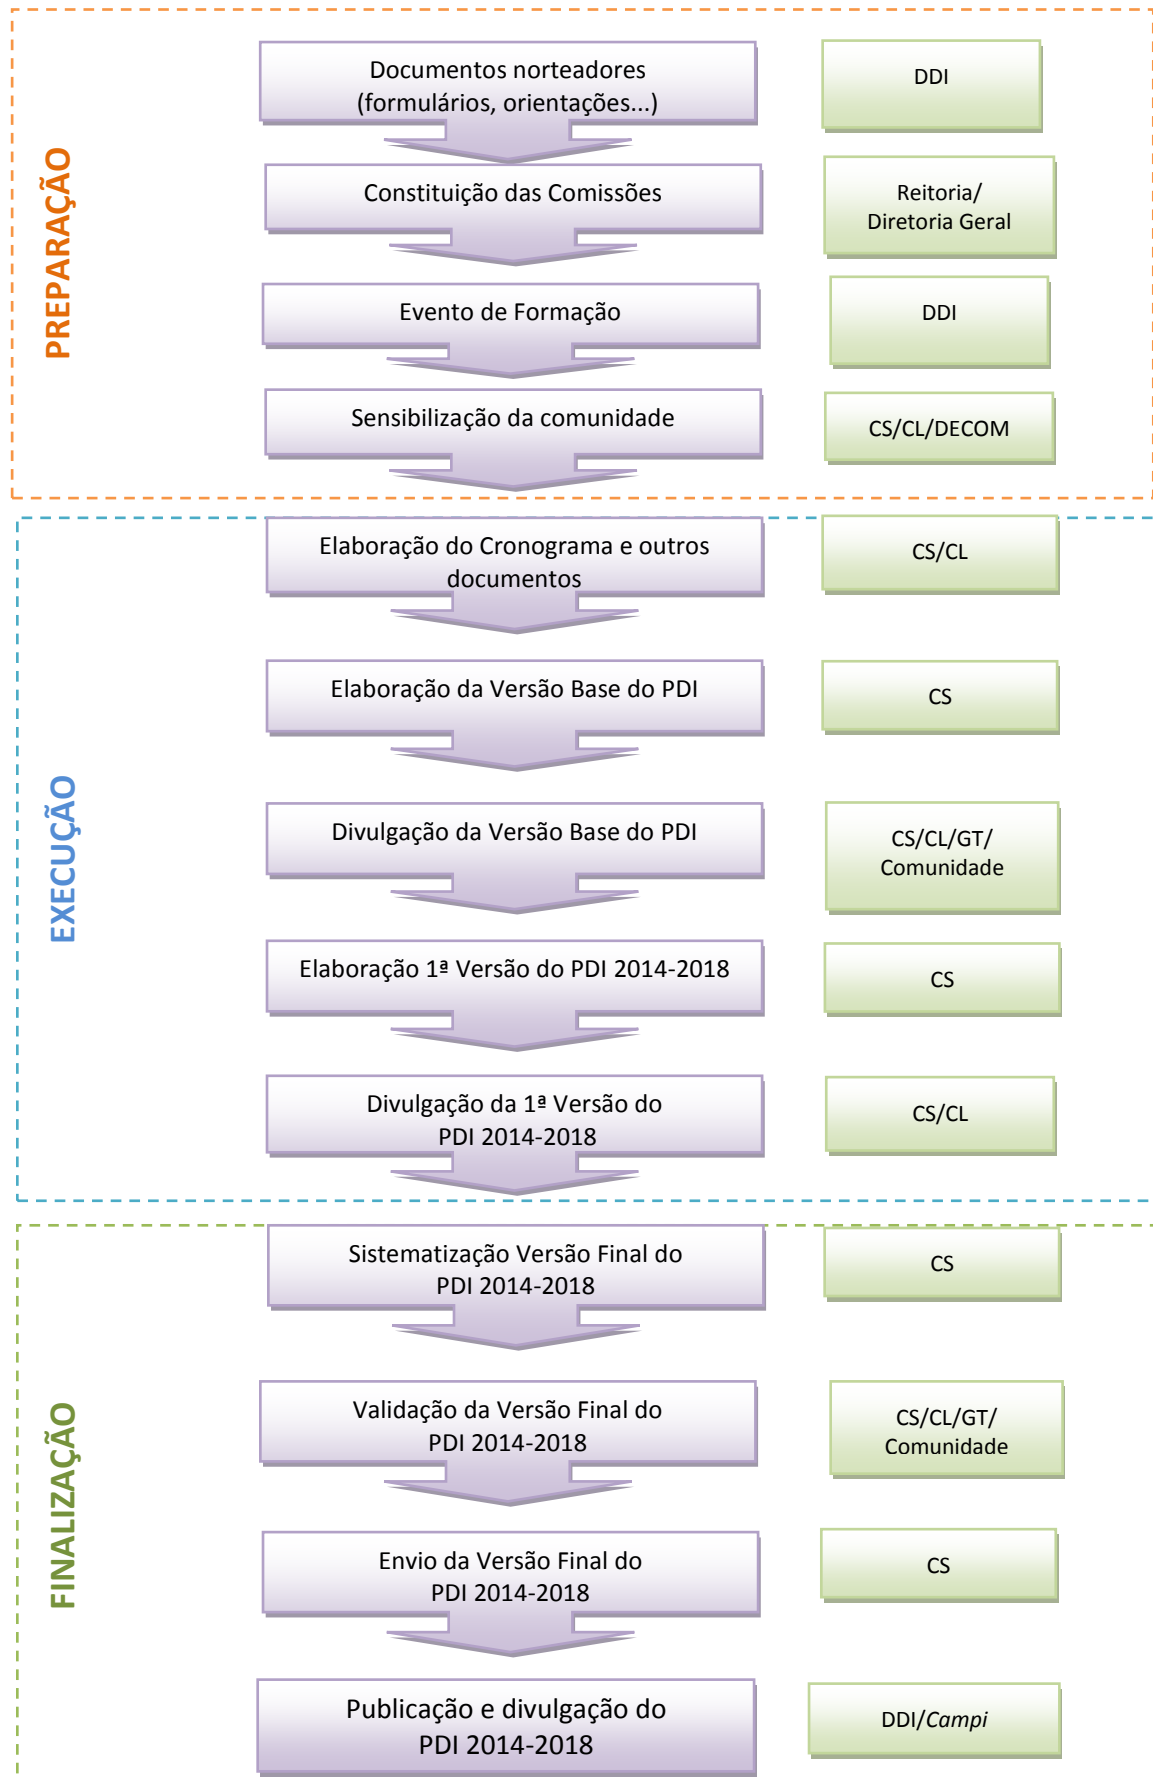 PREPARAÇÃO
Documentos norteadores
(formulários, orientações...)
DDI
Constituição das Comissões
Reitoria/
Diretoria Geral
Evento de Formação
DDI
Sensibilização da comunidade
CS/CL/DECOM
EXECUÇÃO
Elaboração do Cronograma e outros
documentos
CS/CL
Elaboração da Versão Base do PDI
CS
Divulgação da Versão Base do PDI
CS/CL/GT/
Comunidade
Elaboração 1ª Versão do PDI 2014-2018
CS
Divulgação da 1ª Versão do
PDI 2014-2018
CS/CL
FINALIZAÇÃO
Sistematização Versão Final do
PDI 2014-2018
CS
Validação da Versão Final do
PDI 2014-2018
CS/CL/GT/
Comunidade
Envio da Versão Final do
PDI 2014-2018
CS
Publicação e divulgação do
PDI 2014-2018
DDI/Campi